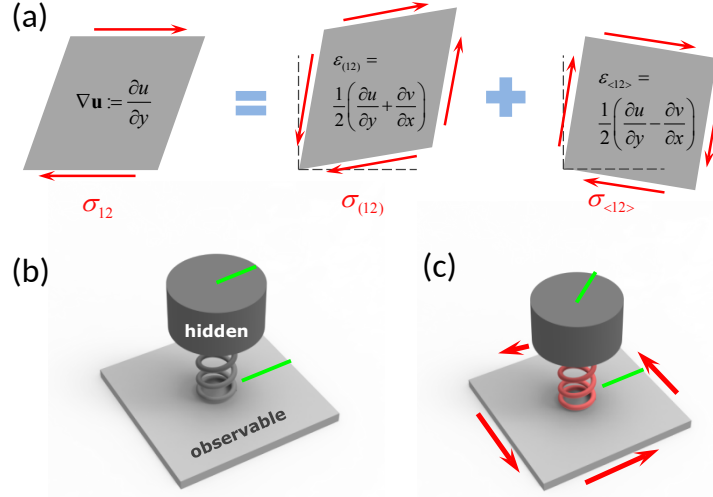 (a)
∇u := ∂u/∂y
=
ε(12) =
1/2(∂u/∂y + ∂v/∂x)
+
ε<12> =
1/2(∂u/∂y − ∂v/∂x)
σ12
σ(12)
σ<12>
(b)
(c)
hidden
observable